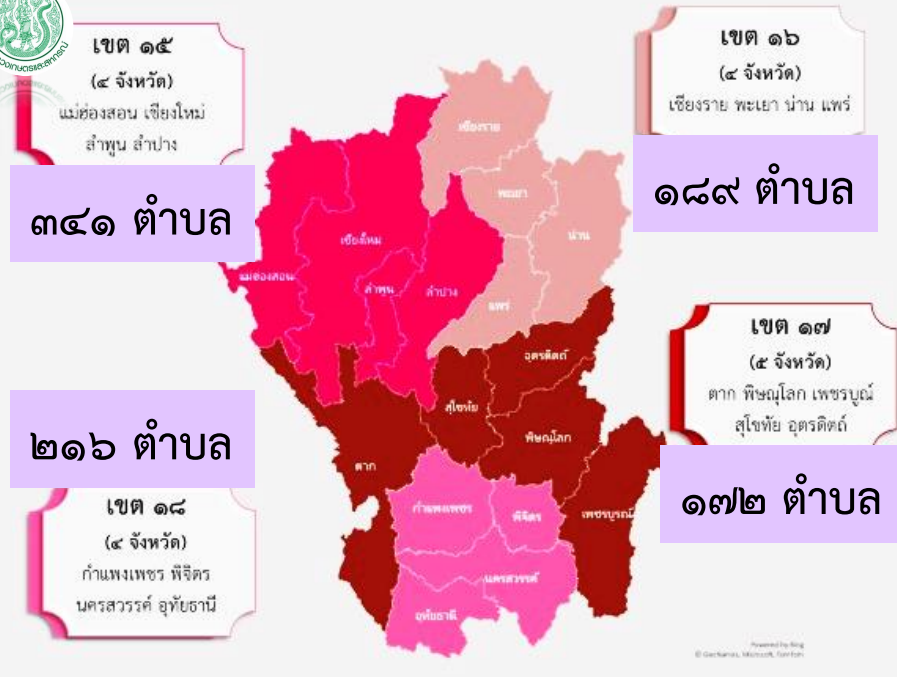 เขต ๑๕
(๔ จังหวัด)
แม่ฮ่องสอน เชียงใหม่
ลำพูน ลำปาง
๓๔๑ ตำบล
เขต ๑๖
(๔ จังหวัด)
เชียงราย พะเยา น่าน แพร่
๑๘๙ ตำบล
เชียงราย
พะเยา
น่าน
เชียงใหม่
แม่ฮ่องสอน
ลำพูน
ลำปาง
แพร่
เขต ๑๗
(๕ จังหวัด)
ตาก พิษณุโลก เพชรบูณ์
สุโขทัย อุตรดิตถ์
๑๗๒ ตำบล
อุตรดิตถ์
สุโขทัย
พิษณุโลก
ตาก
เพชรบูรณ์
๒๑๖ ตำบล
เขต ๑๘
(๔ จังหวัด)
กำแพงเพชร พิจิตร
นครสวรรค์ อุทัยธานี
กำแพงเพชร
พิจิตร
นครสวรรค์
อุทัยธานี
Powered by Bing
© GeoNames, Microsoft, TomTom